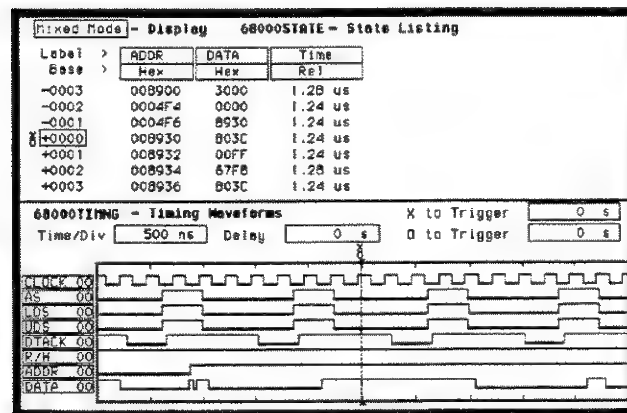 Mixed Mode - Display 68000STATE - State Listing
Label > ADDR DATA Time
Base > Hex Hex Rel
-0003 008900 3000 1.28 us
-0002 0004F4 0000 1.24 us
-0001 0004F6 8930 1.24 us
+0000 008930 B03C 1.24 us
+0001 008932 00FF 1.24 us
+0002 008934 67F8 1.28 us
+0003 008936 B03C 1.24 us
68000TIMNG - Timing Waveforms X to Trigger 0 s
Time/Div 500 ns Delay 0 s O to Trigger 0 s
CLOCK 00
AS 00
LDS 00
UDS 00
DTACK 00
R/W 00
ADDR 00
DATA 00